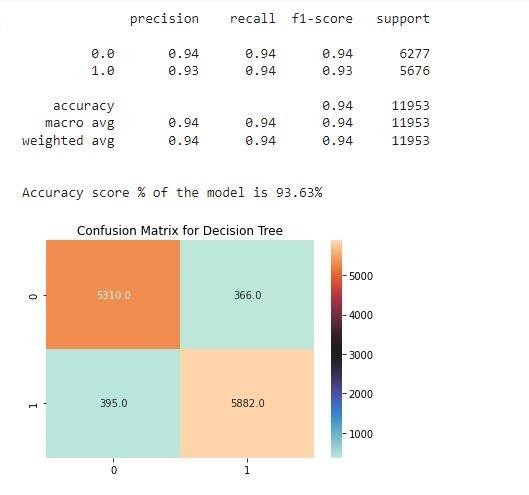 precision recall f1-score support
0.0 0.94 0.94 0.94 6277
1.0 0.93 0.94 0.93 5676
accuracy 0.94 11953
macro avg 0.94 0.94 0.94 11953
weighted avg 0.94 0.94 0.94 11953
Accuracy score % of the model is 93.63%
Confusion Matrix for Decision Tree
5000
0 5310.0 366.0
4000
3000
2000
1 395.0 5882.0
1000
0 1